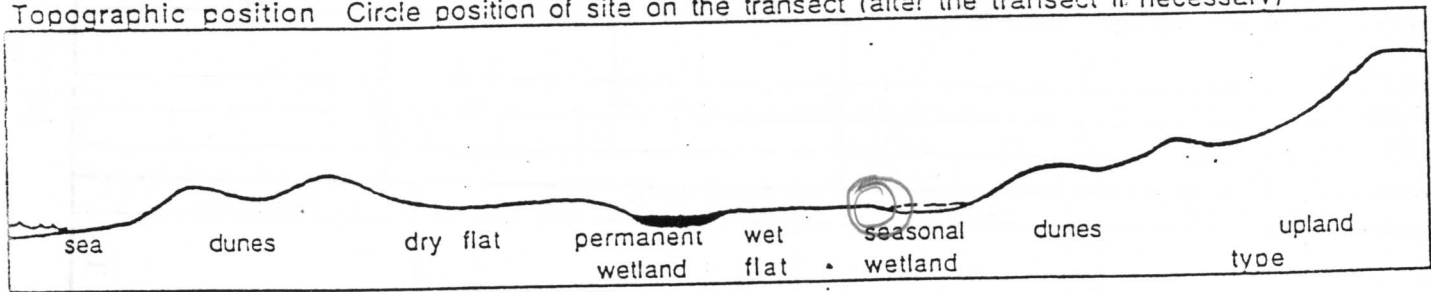 Topographic position Circle position of site on the transect (alter the transect if necessary)
sea dunes dry flat permanent wet seasonal dunes upland
wetland flat wetland type